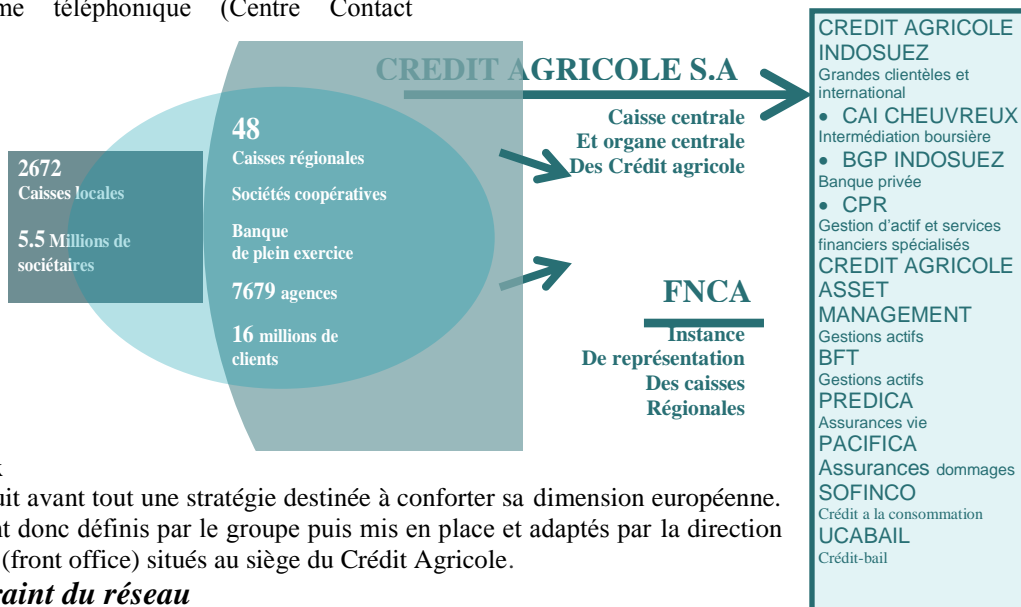 téléphonique (Centre Contact
2672
Caisses locales
5.5 Millions de
sociétaires
48
Caisses régionales
Sociétés coopératives
Banque
de plein exercice
7679 agences
16 millions de
clients
CREDIT AGRICOLE S.A
Caisse centrale
Et organe centrale
Des Crédit agricole
FNCA
Instance
De représentation
Des caisses
Régionales
CREDIT AGRICOLE
INDOSUEZ
Grandes clientèles et
international
• CAI CHEUVREUX
Intermédiation boursière
• BGP INDOSUEZ
Banque privée
• CPR
Gestion d'actif et services
financiers spécialisés
CREDIT AGRICOLE
ASSET
MANAGEMENT
Gestions actifs
BFT
Gestions actifs
PREDICA
Assurances vie
PACIFICA
Assurances dommages
SOFINCO
Crédit a la consommation
UCABAIL
Crédit-bail
avant tout une stratégie destinée à conforter sa dimension européenne.
donc définis par le groupe puis mis en place et adaptés par la direction
(front office) situés au siège du Crédit Agricole.
du réseau